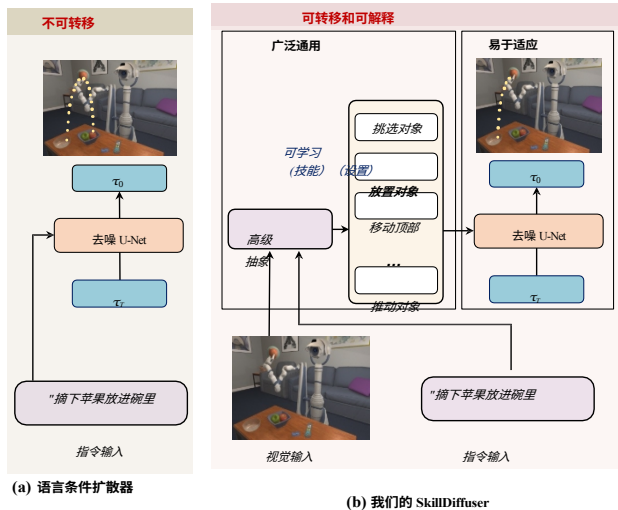 不可转移
τ0
去噪 U-Net
τT
"摘下苹果放进碗里
指令输入
(a) 语言条件扩散器
可转移和可解释
广泛通用
易于适应
可学习
（技能）（设置）
挑选对象
放置对象
移动顶部
...
推动对象
高级
抽象
τ0
去噪 U-Net
τT
"摘下苹果放进碗里
视觉输入
指令输入
(b) 我们的 SkillDiffuser